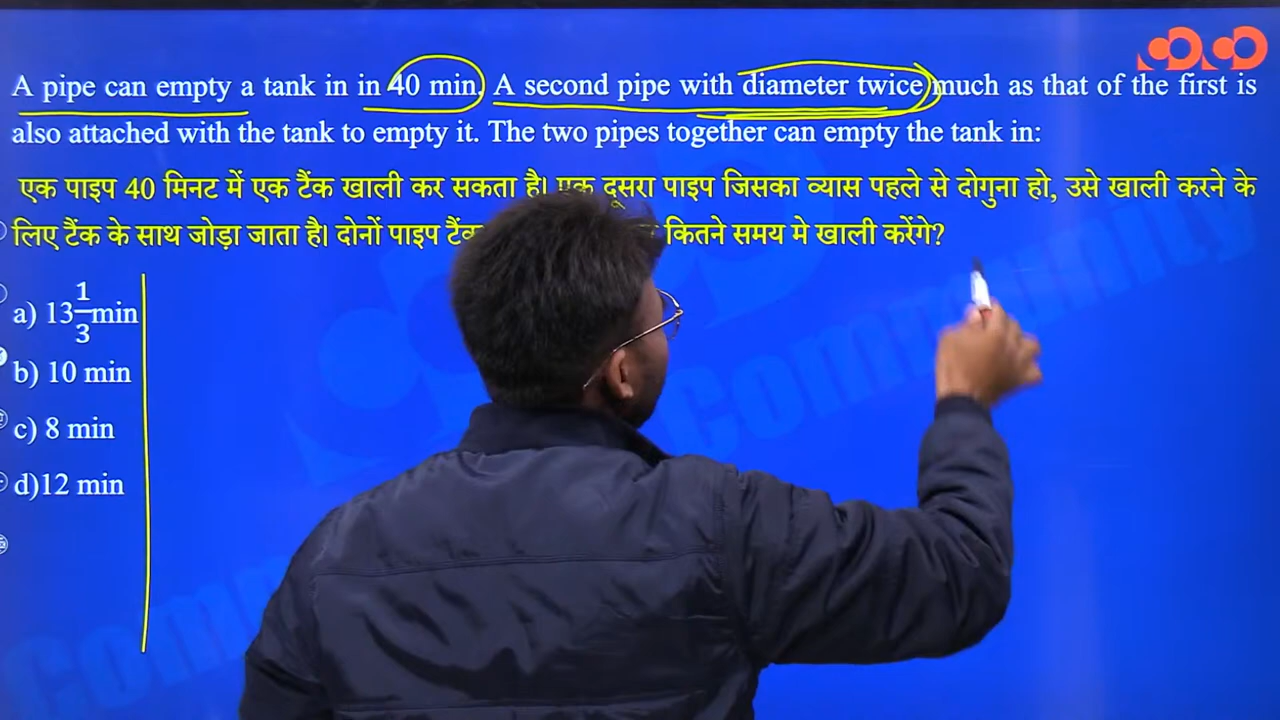 A pipe can empty a tank in in 40 min. A second pipe with diameter twice much as that of the first is
also attached with the tank to empty it. The two pipes together can empty the tank in:
एक पाइप 40 मिनट में एक टैंक खाली कर सकता है। एक दूसरा पाइप जिसका व्यास पहले से दोगुना हो, उसे खाली करने के
लिए टैंक के साथ जोड़ा जाता है। दोनों पाइप टैंक कितने समय मे खाली करेंगे?
a) 13 1/3 min
b) 10 min
c) 8 min
d)12 min
Community